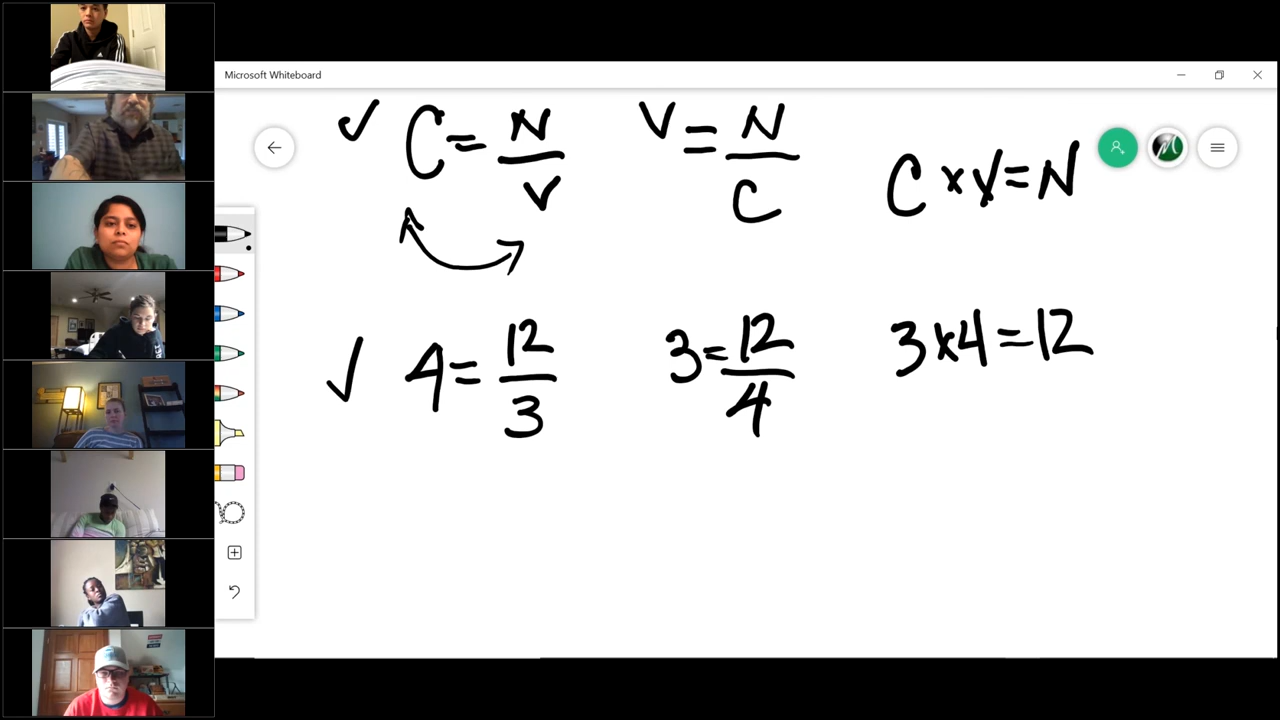 Microsoft Whiteboard
✓ C = N/V V = N/C C x V = N
✓ 4 = 12/3 3 = 12/4 3 x 4 = 12